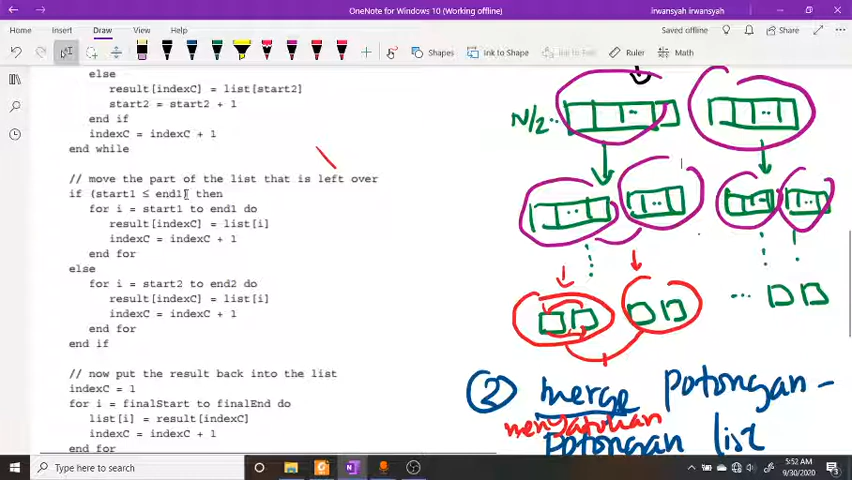 OneNote for Windows 10 (Working offline)
irwansyah irwansyah
Home
Insert
Draw
View
Help
Saved offline
Share
Shapes
Ink to Shape
Ink to Text
Ruler
Math
else
result[indexC] = list[start2]
start2 = start2 + 1
end if
indexC = indexC + 1
end while
// move the part of the list that is left over
if (start1 ≤ end1) then
for i = start1 to end1 do
result[indexC] = list[i]
indexC = indexC + 1
end for
else
for i = start2 to end2 do
result[indexC] = list[i]
indexC = indexC + 1
end for
end if
// now put the result back into the list
indexC = 1
for i = finalStart to finalEnd do
list[i] = result[indexC]
indexC = indexC + 1
end for
N/2
② merge potongan -
menyatukan
potongan list
Type here to search
5:52 AM
9/30/2020
3